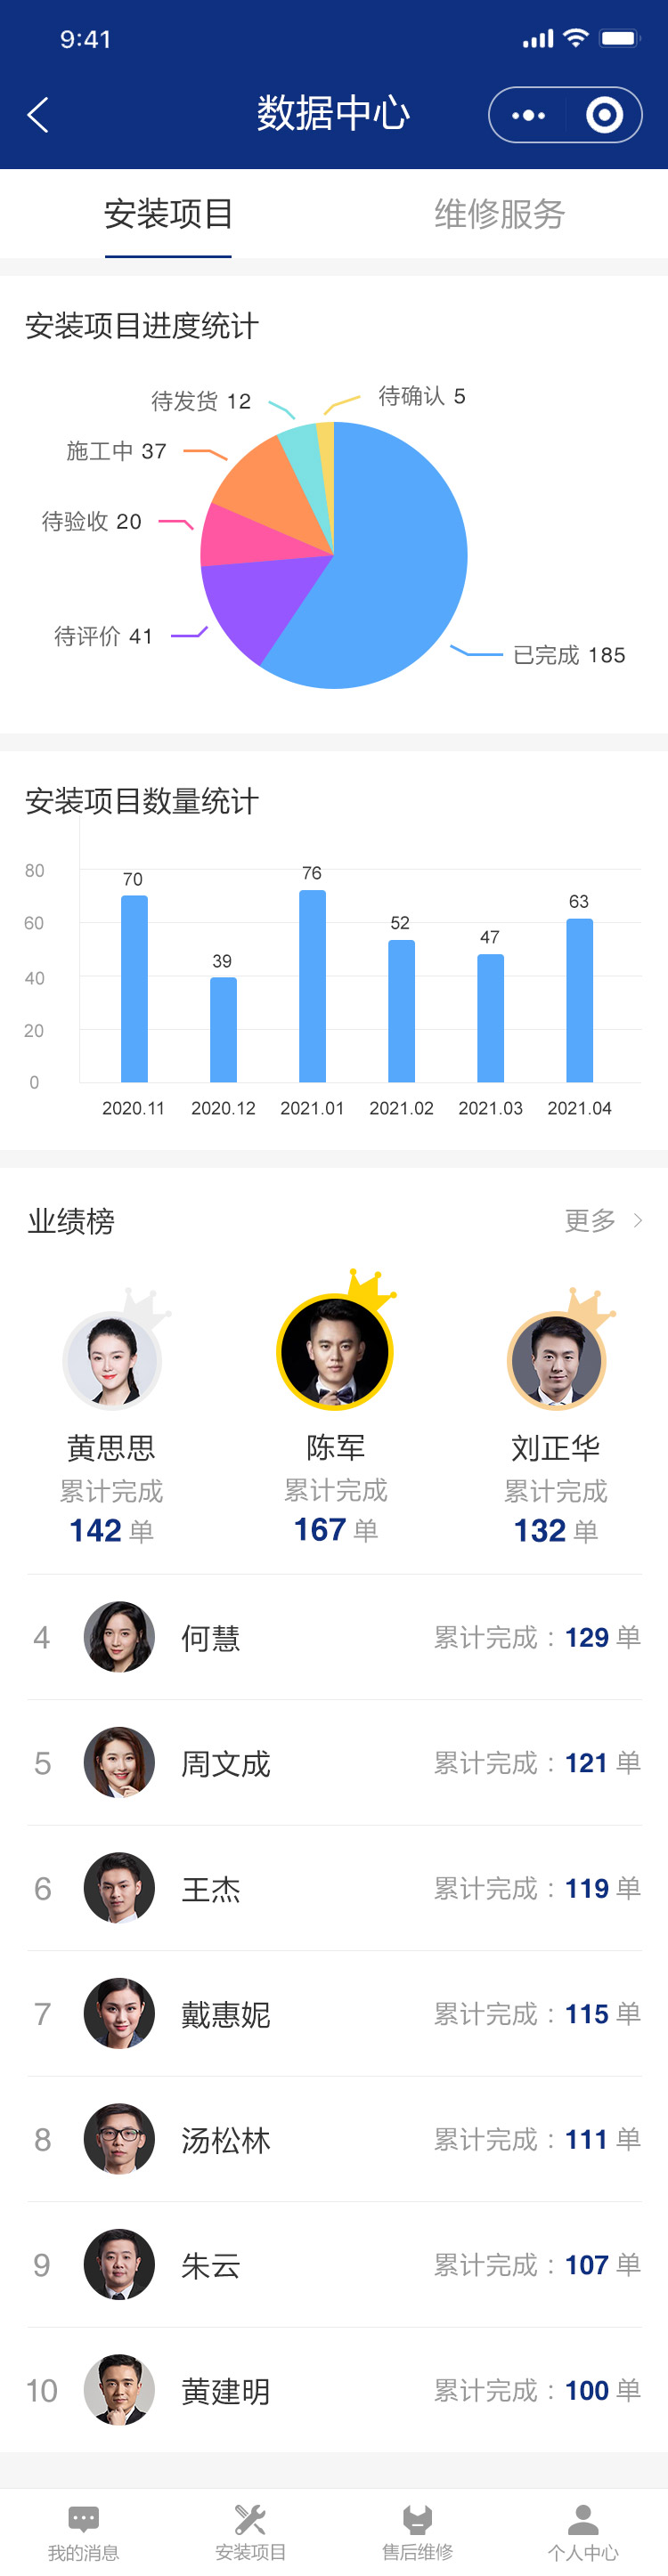 9:41
数据中心
安装项目 维修服务
安装项目进度统计
待发货 12 待确认 5
施工中 37
待验收 20
待评价 41
已完成 185
安装项目数量统计
80
60
40
20
0
70 39 76 52 47 63
2020.11 2020.12 2021.01 2021.02 2021.03 2021.04
业绩榜 更多
黄思思 陈军 刘正华
累计完成 累计完成 累计完成
142 单 167 单 132 单
4 何慧 累计完成：129 单
5 周文成 累计完成：121 单
6 王杰 累计完成：119 单
7 戴惠妮 累计完成：115 单
8 汤松林 累计完成：111 单
9 朱云 累计完成：107 单
10 黄建明 累计完成：100 单
我的消息 安装项目 售后维修 个人中心